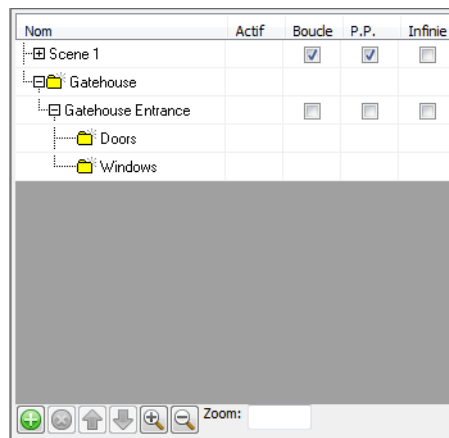 Nom Actif Boucle P.P. Infinie
Scene 1
Gatehouse
Gatehouse Entrance
Doors
Windows
Zoom: